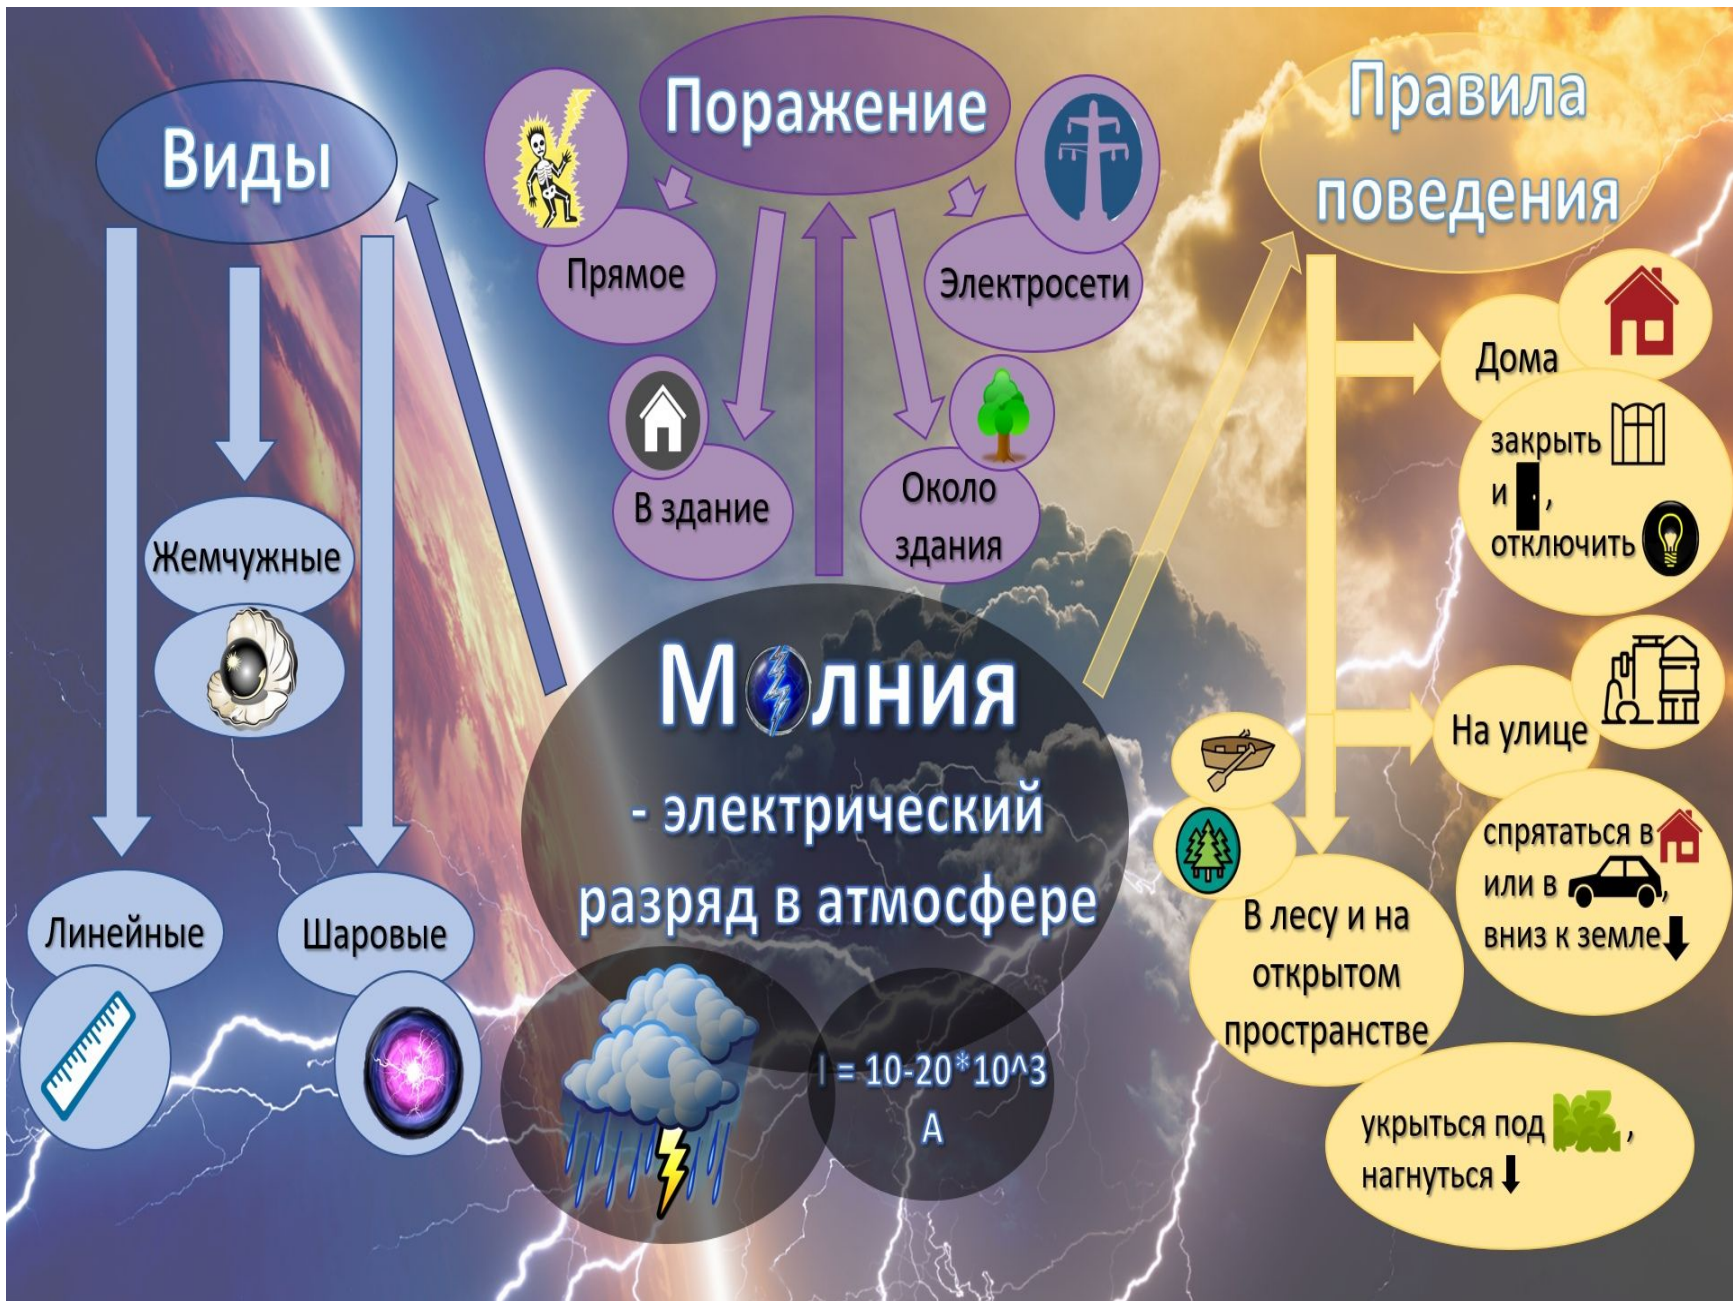 Виды
Жемчужные
Линейные
Шаровые
Поражение
Прямое
Электросети
В здание
Около
здания
Правила
поведения
Дома
закрыть
и ,
отключить
На улице
спрятаться в
или в ,
вниз к земле
В лесу и на
открытом
пространстве
укрыться под ,
нагнуться
Молния
- электрический
разряд в атмосфере
I = 10-20*10^3
А